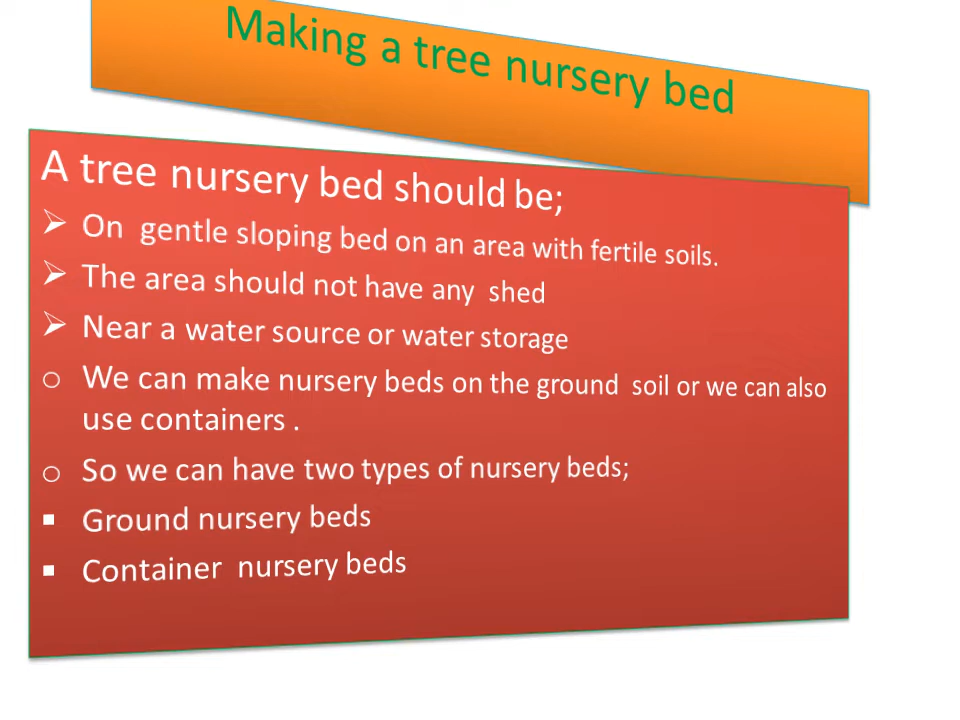 Making a tree nursery bed
A tree nursery bed should be;
➢ On gentle sloping bed on an area with fertile soils.
➢ The area should not have any shed
➢ Near a water source or water storage
o We can make nursery beds on the ground soil or we can also
use containers .
o So we can have two types of nursery beds;
▪ Ground nursery beds
▪ Container nursery beds